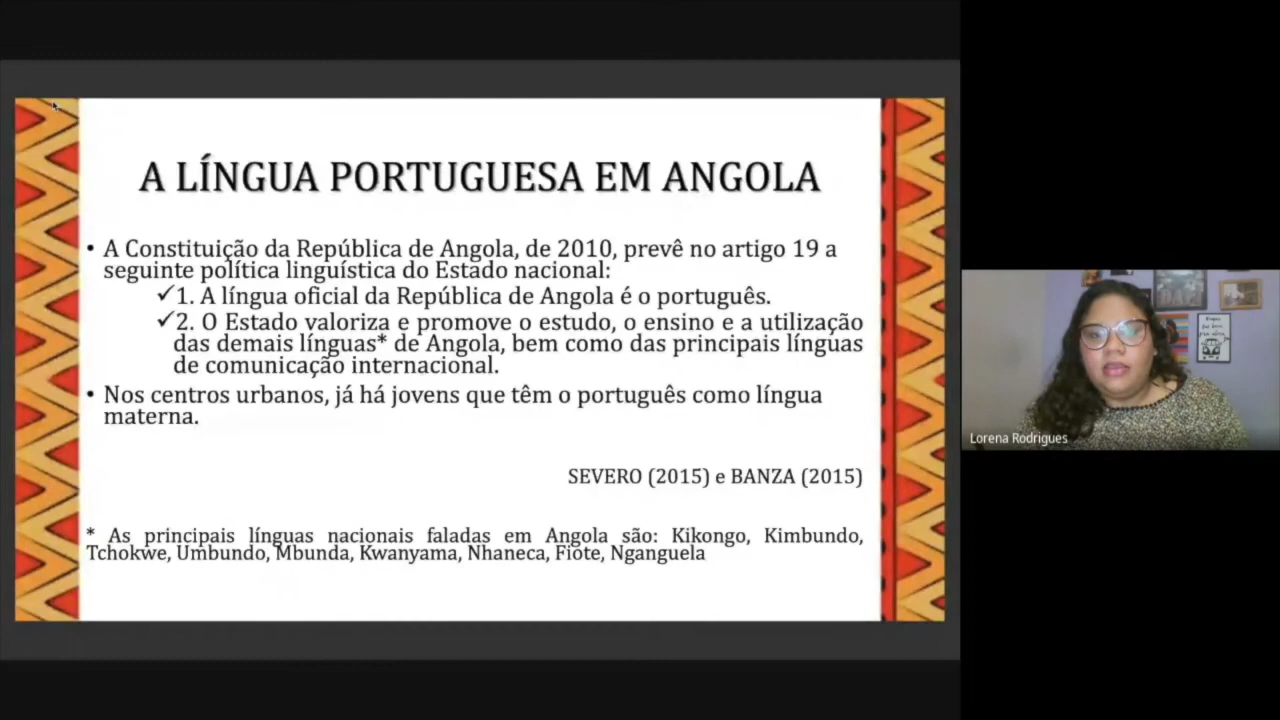 A LÍNGUA PORTUGUESA EM ANGOLA
• A Constituição da República de Angola, de 2010, prevê no artigo 19 a
seguinte política linguística do Estado nacional:
✓1. A língua oficial da República de Angola é o português.
✓2. O Estado valoriza e promove o estudo, o ensino e a utilização
das demais línguas* de Angola, bem como das principais línguas
de comunicação internacional.
• Nos centros urbanos, já há jovens que têm o português como língua
materna.
SEVERO (2015) e BANZA (2015)
* As principais línguas nacionais faladas em Angola são: Kikongo, Kimbundo,
Tchokwe, Umbundo, Mbunda, Kwanyama, Nhaneca, Fiote, Nganguela
Lorena Rodrigues